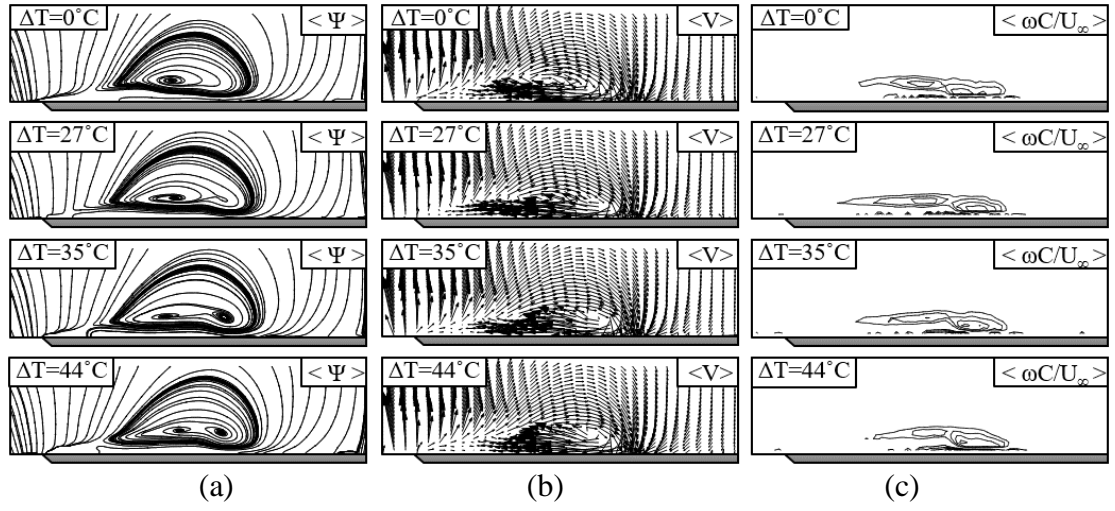 ΔT=0˚C < Ψ > ΔT=0˚C <V> ΔT=0˚C < ωC/U∞ >
ΔT=27˚C < Ψ > ΔT=27˚C <V> ΔT=27˚C < ωC/U∞ >
ΔT=35˚C < Ψ > ΔT=35˚C <V> ΔT=35˚C < ωC/U∞ >
ΔT=44˚C < Ψ > ΔT=44˚C <V> ΔT=44˚C < ωC/U∞ >
(a) (b) (c)